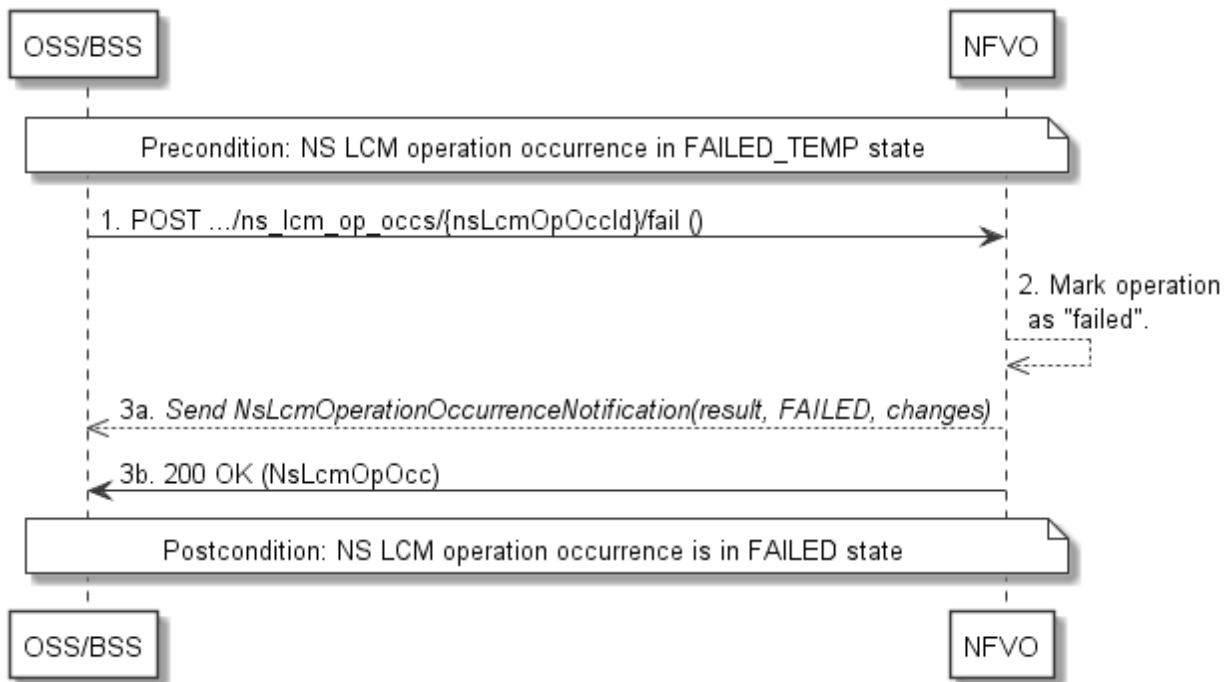 OSS/BSS
NFVO
Precondition: NS LCM operation occurrence in FAILED_TEMP state
1. POST .../ns_lcm_op_occs/{nsLcmOpOccId}/fail ()
2. Mark operation
as "failed".
3a. Send NsLcmOperationOccurrenceNotification(result, FAILED, changes)
3b. 200 OK (NsLcmOpOcc)
Postcondition: NS LCM operation occurrence is in FAILED state
OSS/BSS
NFVO